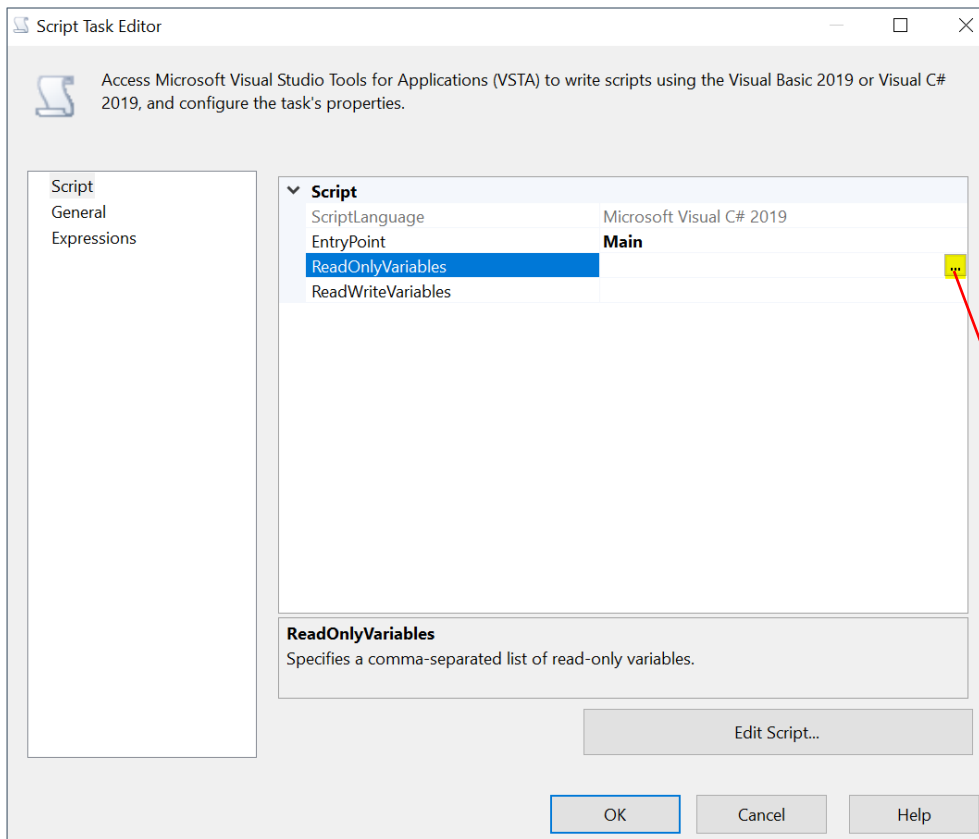 Script Task Editor
Access Microsoft Visual Studio Tools for Applications (VSTA) to write scripts using the Visual Basic 2019 or Visual C#
2019, and configure the task's properties.
Script
General
Expressions
Script
ScriptLanguage Microsoft Visual C# 2019
EntryPoint Main
ReadOnlyVariables ...
ReadWriteVariables
ReadOnlyVariables
Specifies a comma-separated list of read-only variables.
Edit Script...
OK Cancel Help